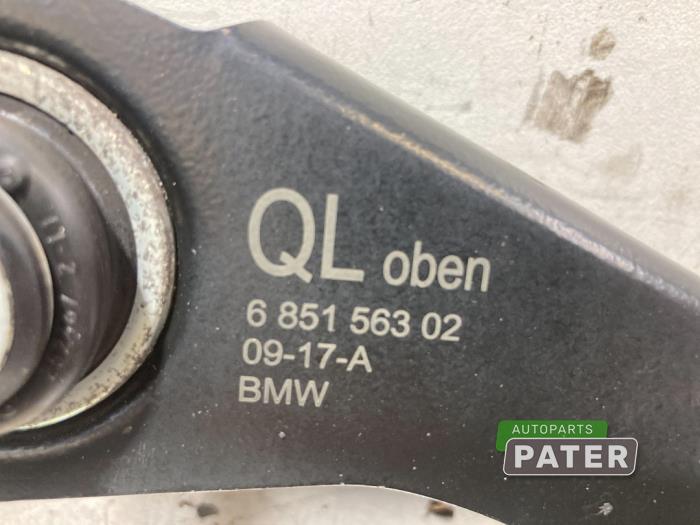 QL oben
6 851 563 02
09-17-A
BMW
AUTOPARTS
PATER